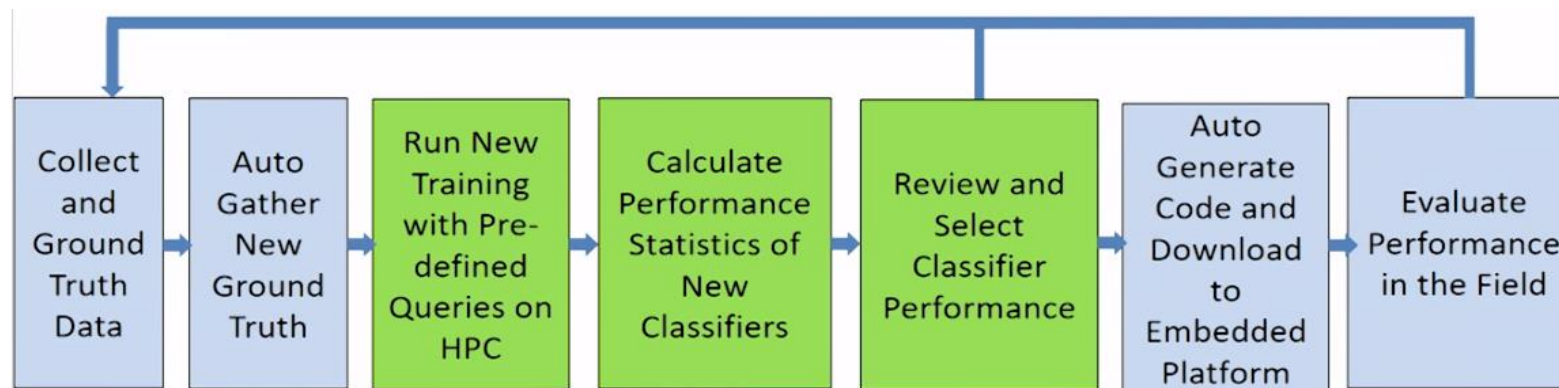 Collect
and
Ground
Truth
Data
Auto
Gather
New
Ground
Truth
Run New
Training
with Pre-
defined
Queries on
HPC
Calculate
Performance
Statistics of
New
Classifiers
Review and
Select
Classifier
Performance
Auto
Generate
Code and
Download
to
Embedded
Platform
Evaluate
Performance
in the Field